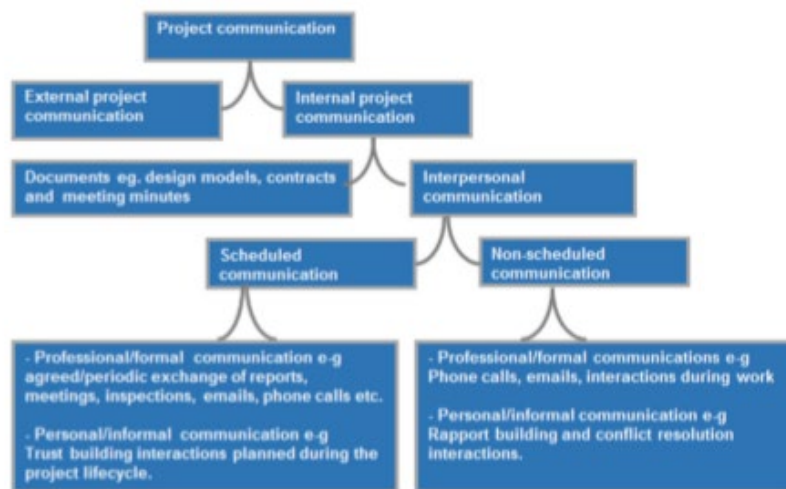 Project communication
External project
communication
Internal project
communication
Documents eg. design models, contracts
and meeting minutes
Interpersonal
communication
Scheduled
communication
Non-scheduled
communication
- Professional/formal communication e-g
agreed/periodic exchange of reports,
meetings, inspections, emails, phone calls etc.
- Personal/informal communication e-g
Trust building interactions planned during the
project lifecycle.
- Professional/formal communications e-g
Phone calls, emails, interactions during work
- Personal/informal communication e-g
Rapport building and conflict resolution
interactions.